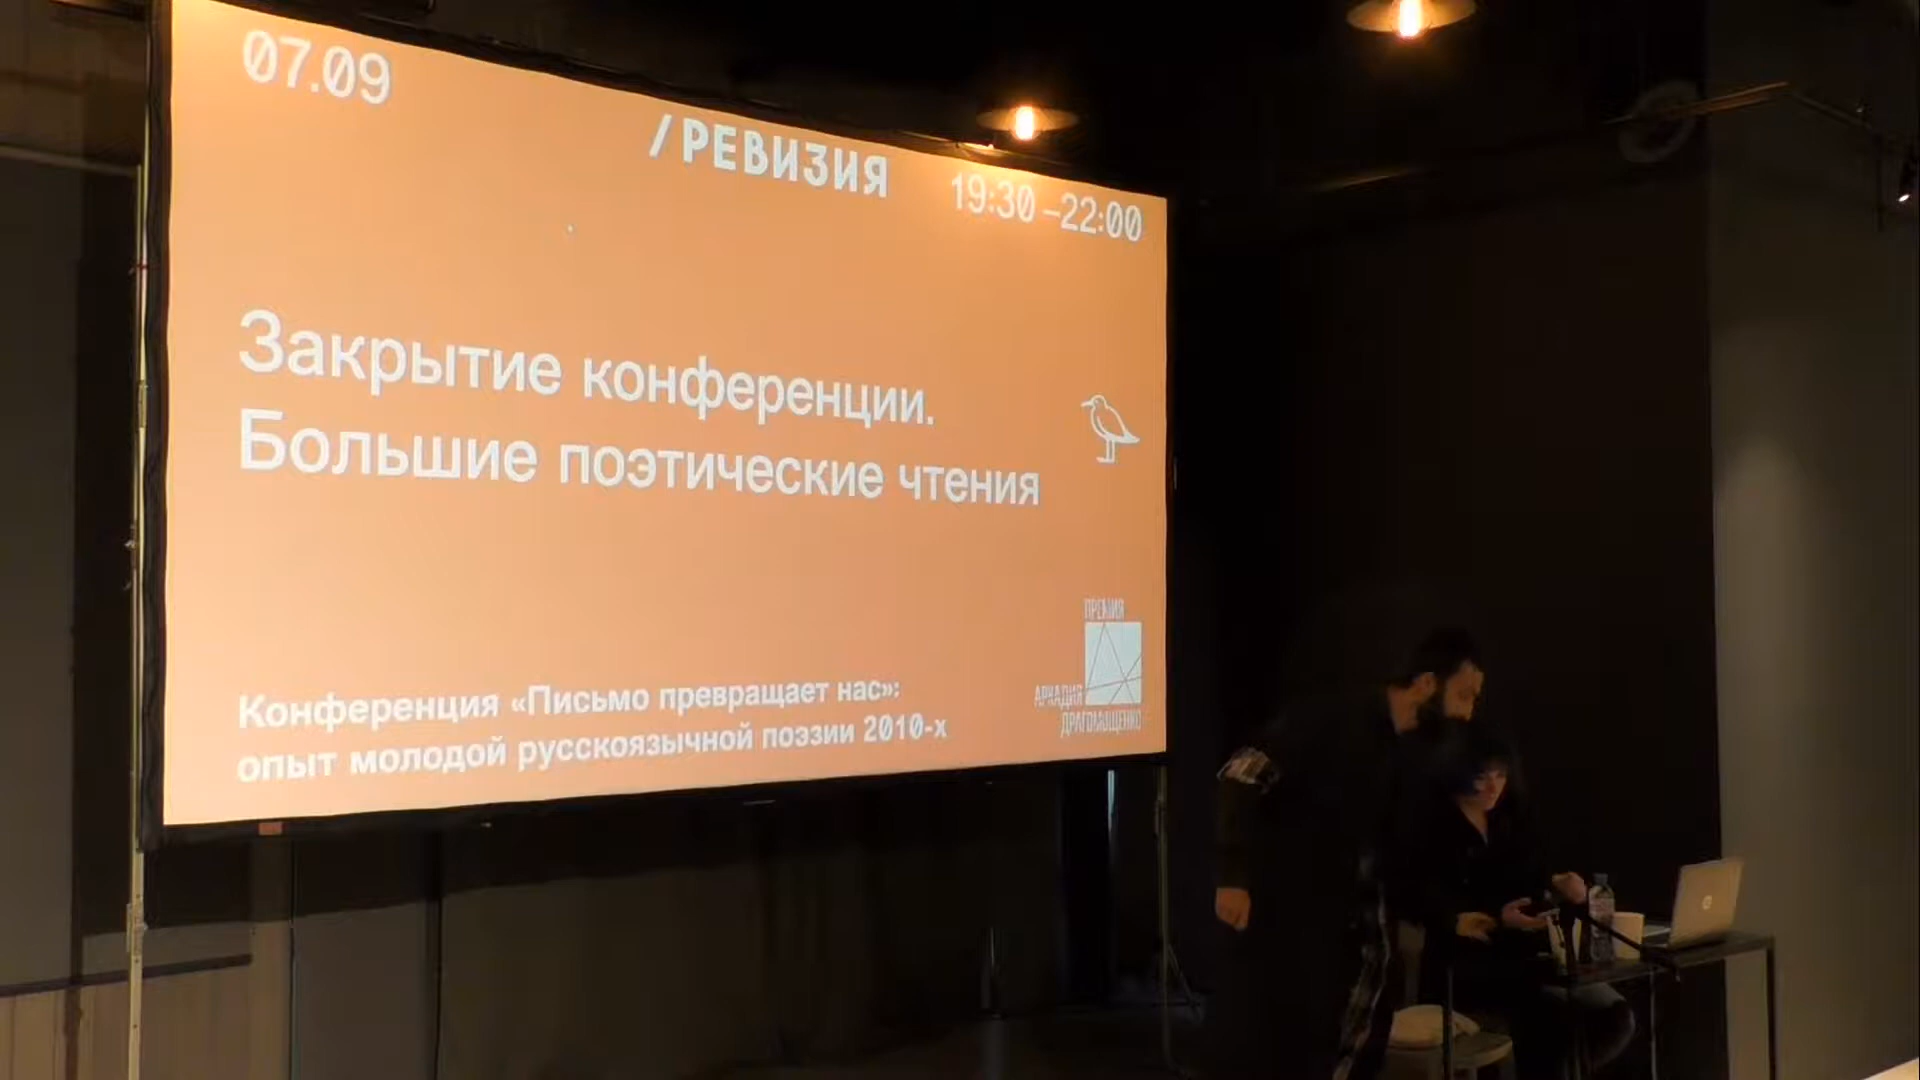 07.09
/РЕВИЗИЯ
19:30–22:00
Закрытие конференции.
Большие поэтические чтения
ПРЕМИЯ
АРКАДИЯ
ДРАГОМОЩЕНКО
Конференция «Письмо превращает нас»:
опыт молодой русскоязычной поэзии 2010-х